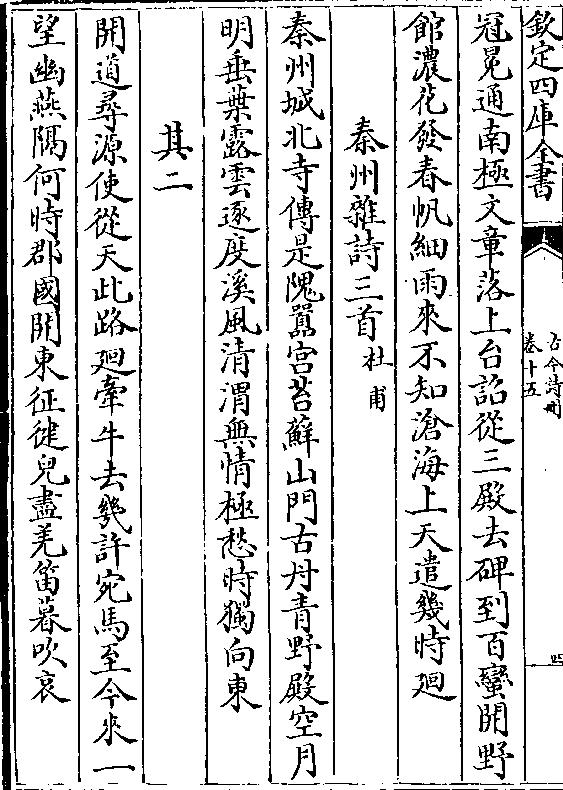 欽定四庫全書
古今詩刪
卷十五
四
冠冕通南極文章落上台詔從三殿去碑到百蠻開野
館濃花發春帆細雨來不知滄海上天遣幾時廻
秦州雜詩三首 杜甫
秦州城北寺傳是隗囂宮苔蘚山門古丹青野殿空月
明垂葉露雲逐度溪風清渭無情極愁時獨向東
其二
聞道尋源使從天此路廻牽牛去幾許宛馬至今來一
望幽燕隔何時郡國開東征健兒盡羌笛暮吹哀